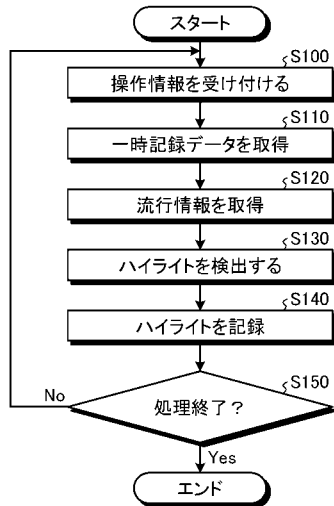 スタート
S100
操作情報を受け付ける
S110
一時記録データを取得
S120
流行情報を取得
S130
ハイライトを検出する
S140
ハイライトを記録
S150
No
処理終了？
Yes
エンド